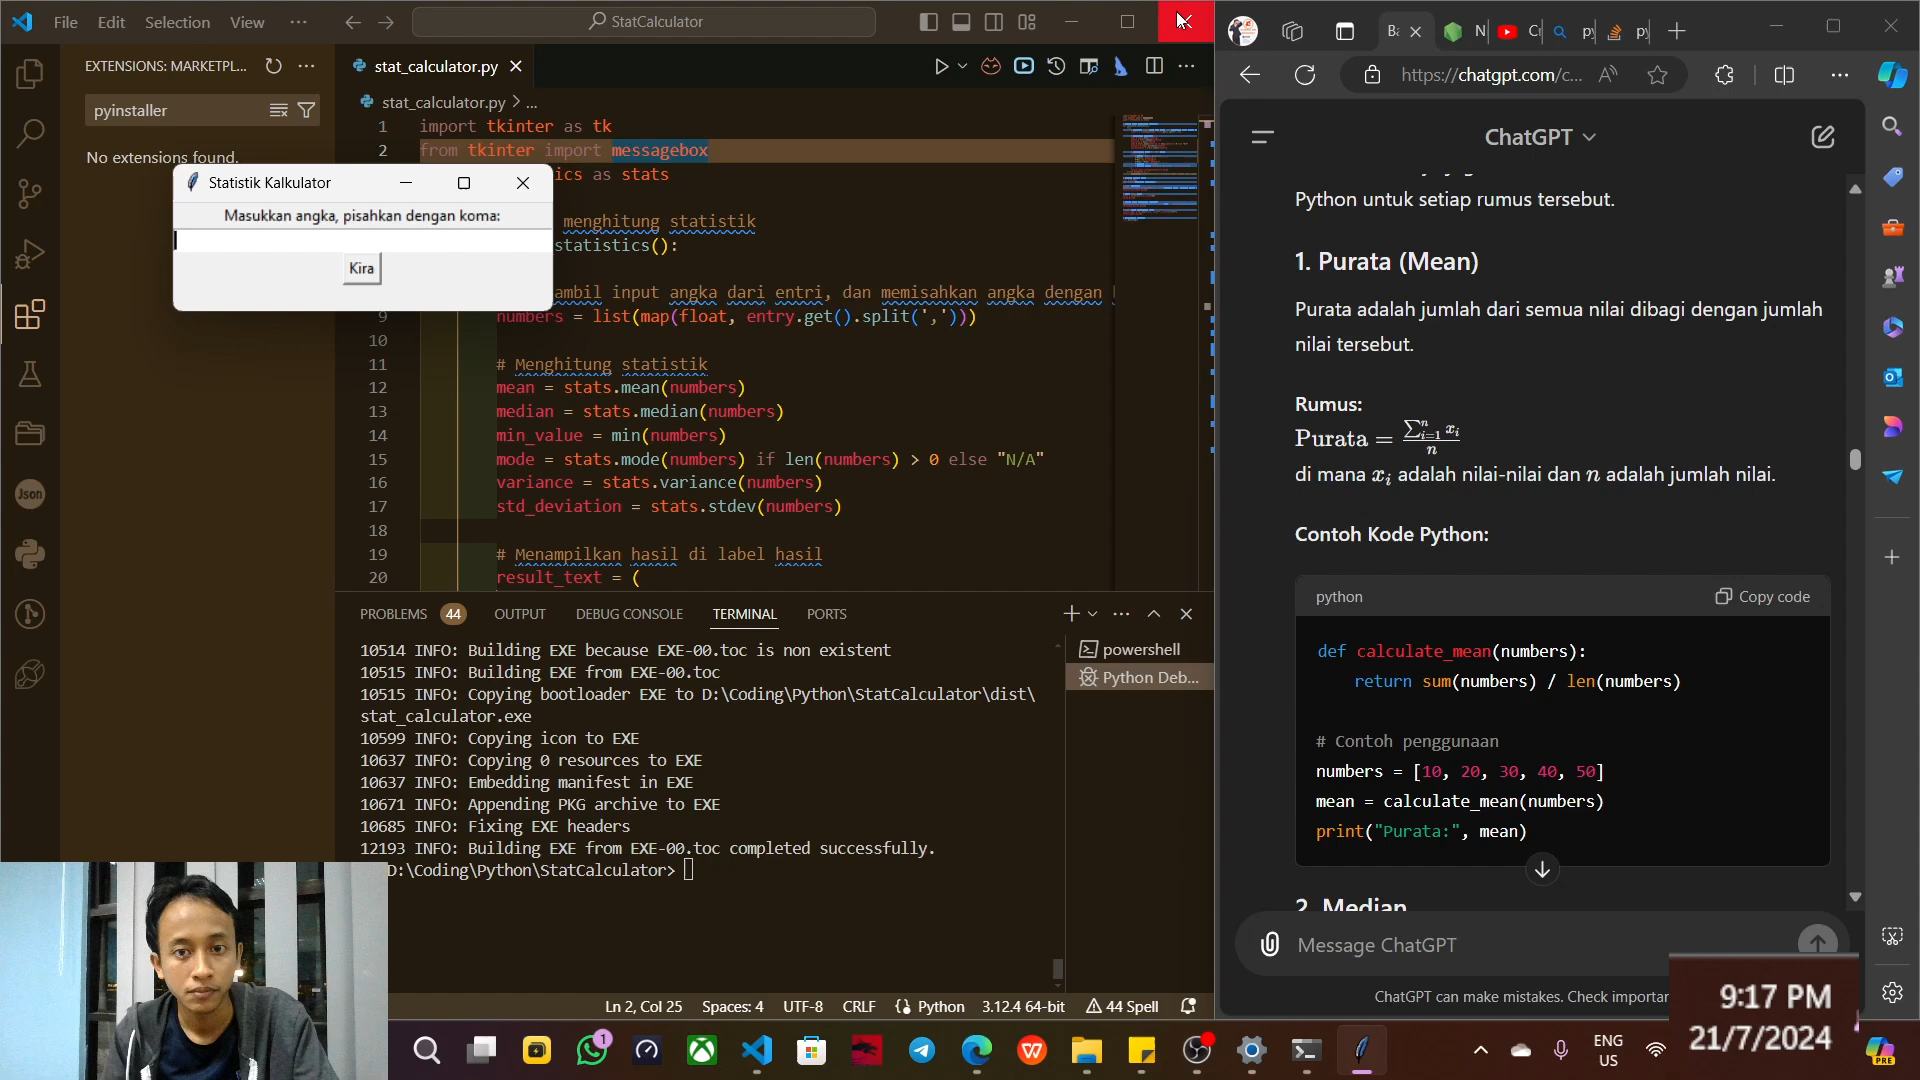 File Edit Selection View ···
StatCalculator
EXTENSIONS: MARKETPL... ···
pyinstaller
No extensions found.
Statistik Kalkulator
Masukkan angka, pisahkan dengan koma:
Kira
stat_calculator.py
stat_calculator.py > ...
1 import tkinter as tk
2 from tkinter import messagebox
ics as stats
menghitung statistik
statistics():
ambil input angka dari entri, dan memisahkan angka dengan
9 numbers = list(map(float, entry.get().split(',')))
10
11 # Menghitung statistik
12 mean = stats.mean(numbers)
13 median = stats.median(numbers)
14 min_value = min(numbers)
15 mode = stats.mode(numbers) if len(numbers) > 0 else "N/A"
16 variance = stats.variance(numbers)
17 std_deviation = stats.stdev(numbers)
18
19 # Menampilkan hasil di label hasil
20 result_text = (
PROBLEMS 44 OUTPUT DEBUG CONSOLE TERMINAL PORTS
10514 INFO: Building EXE because EXE-00.toc is non existent
10515 INFO: Building EXE from EXE-00.toc
10515 INFO: Copying bootloader EXE to D:\Coding\Python\StatCalculator\dist\
stat_calculator.exe
10599 INFO: Copying icon to EXE
10637 INFO: Copying 0 resources to EXE
10637 INFO: Embedding manifest in EXE
10671 INFO: Appending PKG archive to EXE
10685 INFO: Fixing EXE headers
12193 INFO: Building EXE from EXE-00.toc completed successfully.
D:\Coding\Python\StatCalculator>
powershell
Python Deb...
Json
Ln 2, Col 25 Spaces: 4 UTF-8 CRLF {} Python 3.12.4 64-bit 44 Spell
https://chatgpt.com/c...
ChatGPT
Python untuk setiap rumus tersebut.
1. Purata (Mean)
Purata adalah jumlah dari semua nilai dibagi dengan jumlah
nilai tersebut.
Rumus:
Purata = ∑ⁿᵢ₌₁ xᵢ / n
di mana xᵢ adalah nilai-nilai dan n adalah jumlah nilai.
Contoh Kode Python:
python Copy code
def calculate_mean(numbers):
return sum(numbers) / len(numbers)
# Contoh penggunaan
numbers = [10, 20, 30, 40, 50]
mean = calculate_mean(numbers)
print("Purata:", mean)
2. Median
Message ChatGPT
ChatGPT can make mistakes. Check importan
9:17 PM
21/7/2024
1
ENG
US
PRE